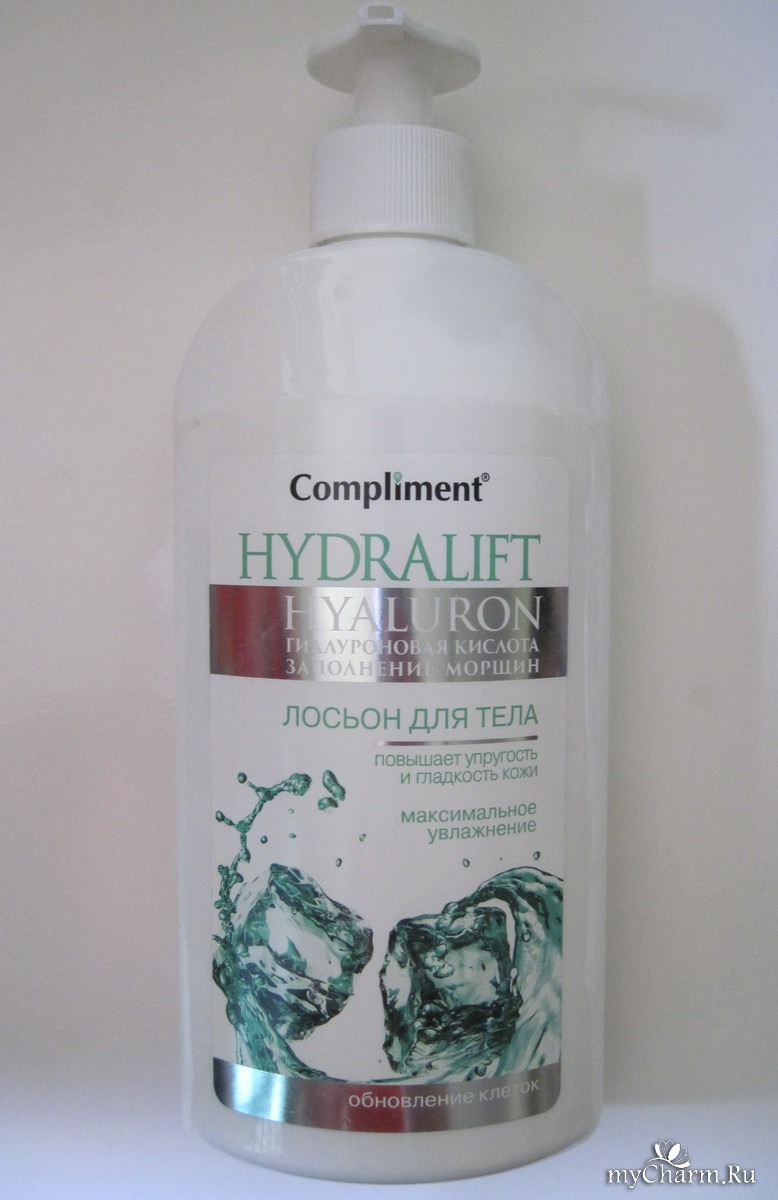 Compliment®
HYDRALIFT
HYALURON
ГИАЛУРОНОВАЯ КИСЛОТА
ЗАПОЛНЕНИЕ МОРЩИН
ЛОСЬОН ДЛЯ ТЕЛА
повышает упругость
и гладкость кожи
максимальное
увлажнение
обновление клеток
myCharm.Ru